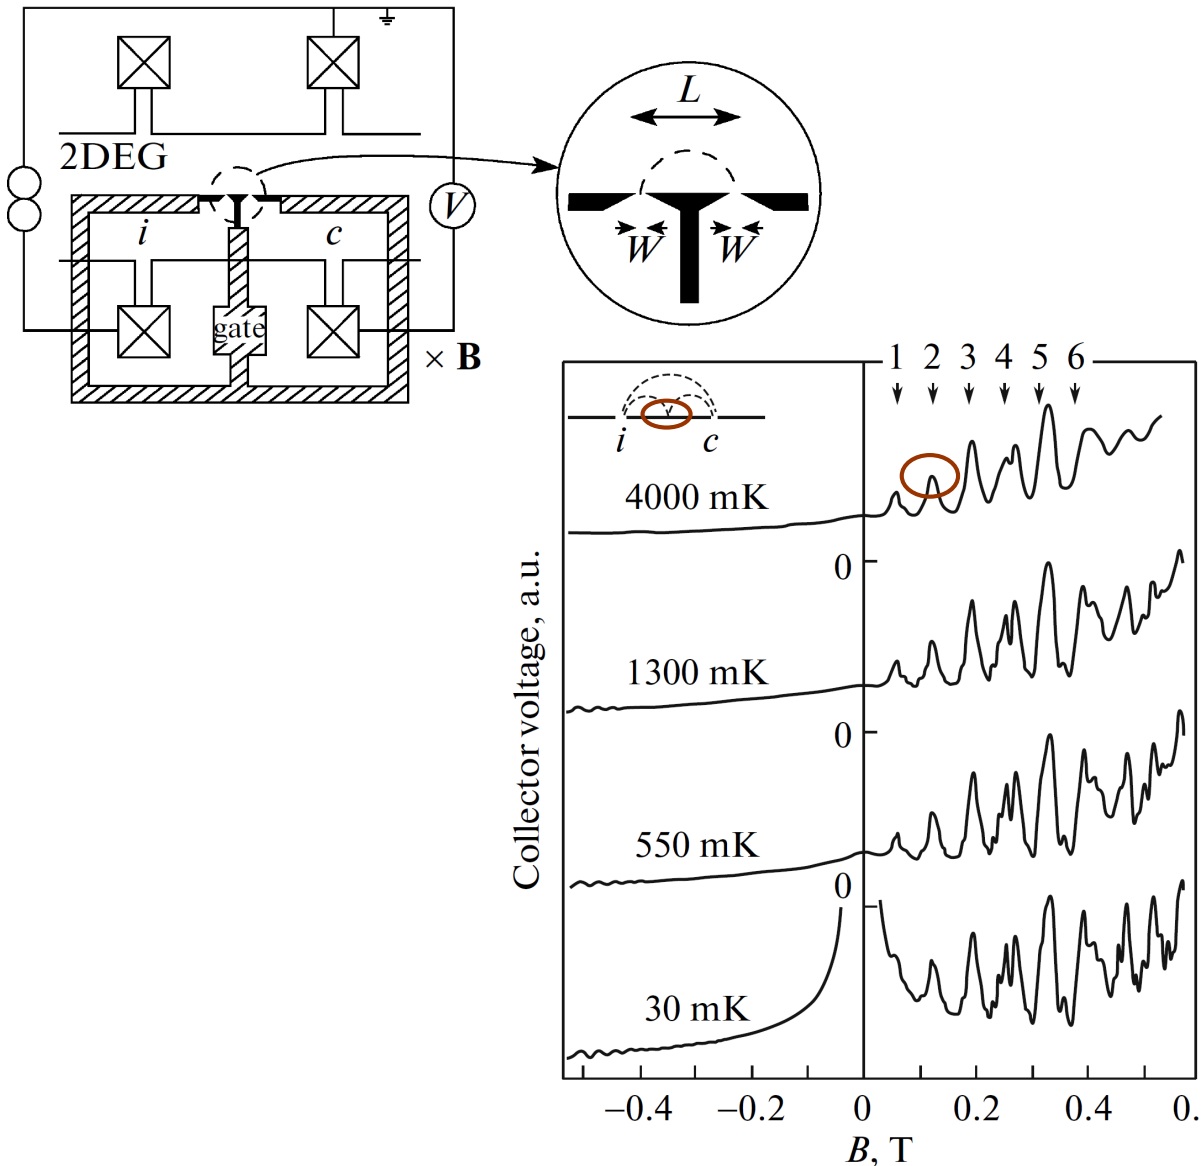 2DEG
i
c
V
gate
× B
L
W W
1 2 3 4 5 6
i c
4000 mK
0
1300 mK
0
550 mK
0
30 mK
Collector voltage, a.u.
−0.4 −0.2 0 0.2 0.4 0.
B, T